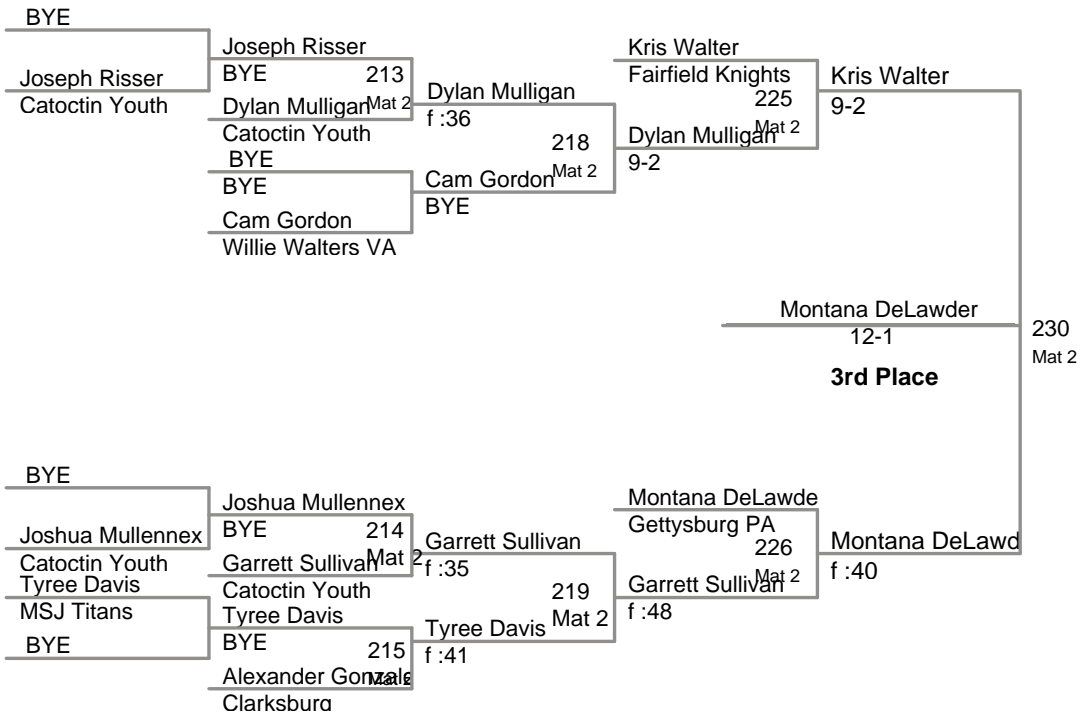 BYE
Joseph Risser
Catoctin Youth
Joseph Risser
BYE
213
Mat 2
Dylan Mulligan
Catoctin Youth
BYE
BYE
Cam Gordon
Willie Walters VA
Dylan Mulligan
f :36
218
Mat 2
Cam Gordon
BYE
Kris Walter
Fairfield Knights
225
Mat 2
Dylan Mulligan
9-2
Kris Walter
9-2
Montana DeLawder
12-1
3rd Place
230
Mat 2
BYE
Joshua Mullennex
Catoctin Youth
Tyree Davis
MSJ Titans
BYE
Joshua Mullennex
BYE
214
Mat 2
Garrett Sullivan
Catoctin Youth
Tyree Davis
BYE
215
Mat 2
Alexander Gonzale
Clarksburg
Garrett Sullivan
f :35
219
Mat 2
Tyree Davis
f :41
Montana DeLawde
Gettysburg PA
226
Mat 2
Garrett Sullivan
f :48
Montana DeLawd
f :40